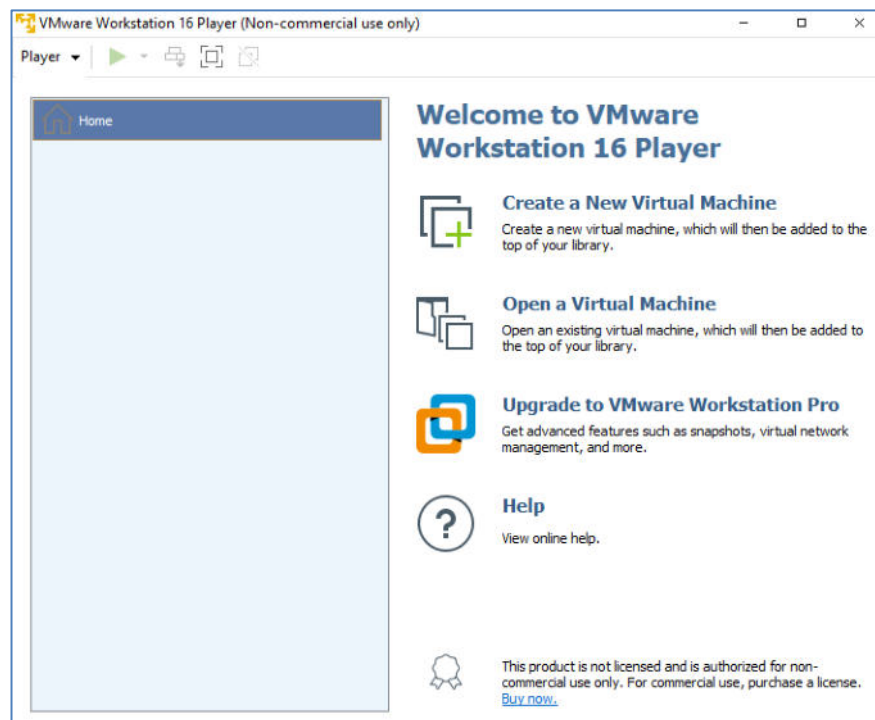 VMware Workstation 16 Player (Non-commercial use only)
Player
Home
Welcome to VMware
Workstation 16 Player
Create a New Virtual Machine
Create a new virtual machine, which will then be added to the
top of your library.
Open a Virtual Machine
Open an existing virtual machine, which will then be added to
the top of your library.
Upgrade to VMware Workstation Pro
Get advanced features such as snapshots, virtual network
management, and more.
Help
View online help.
This product is not licensed and is authorized for non-
commercial use only. For commercial use, purchase a license.
Buy now.